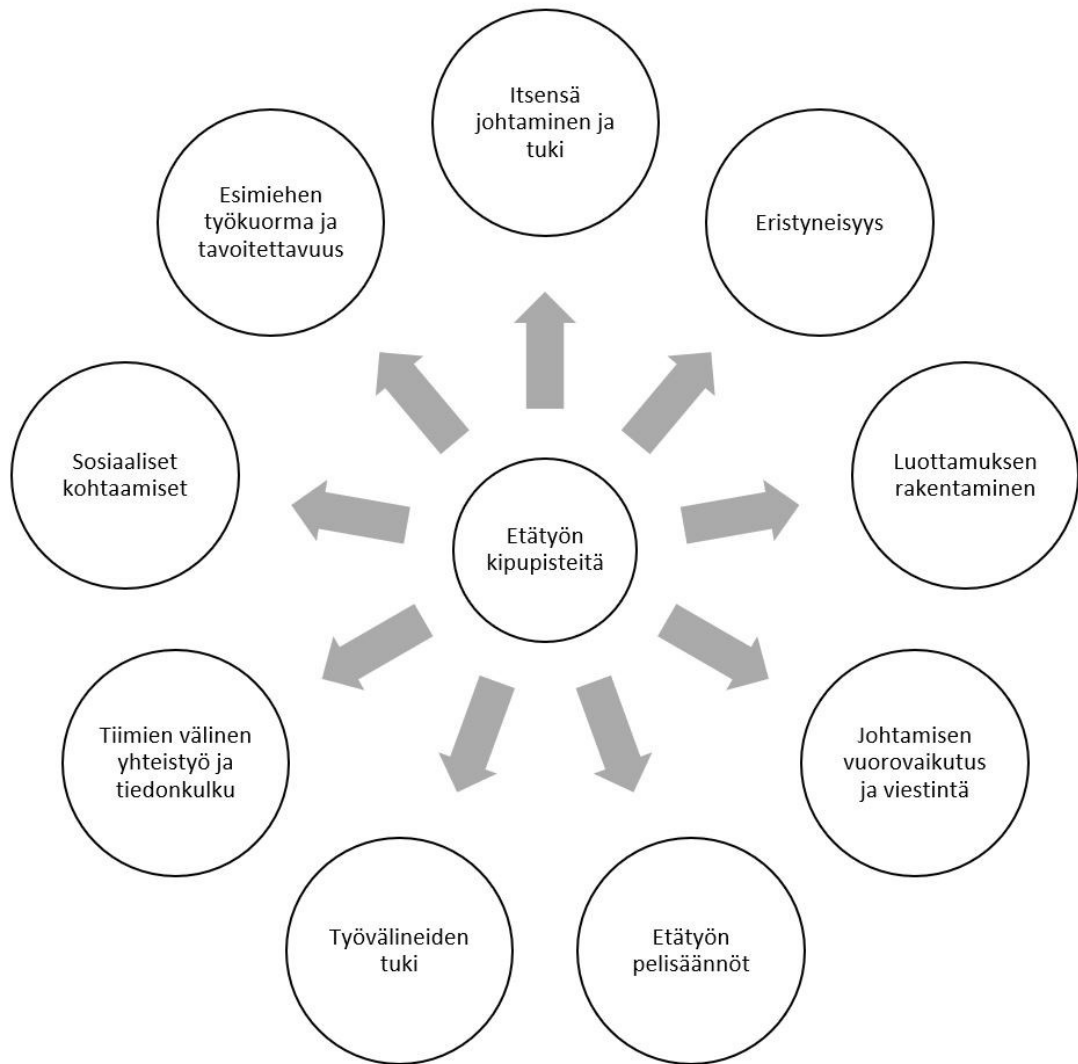 Itsensä
johtaminen ja
tuki
Eristyneisyys
Luottamuksen
rakentaminen
Johtamisen
vuorovaikutus
ja viestintä
Etätyön
pelisäännöt
Työvälineiden
tuki
Tiimien välinen
yhteistyö ja
tiedonkulku
Sosiaaliset
kohtaamiset
Esimiehen
työkuorma ja
tavoitettavuus
Etätyön
kipupisteitä